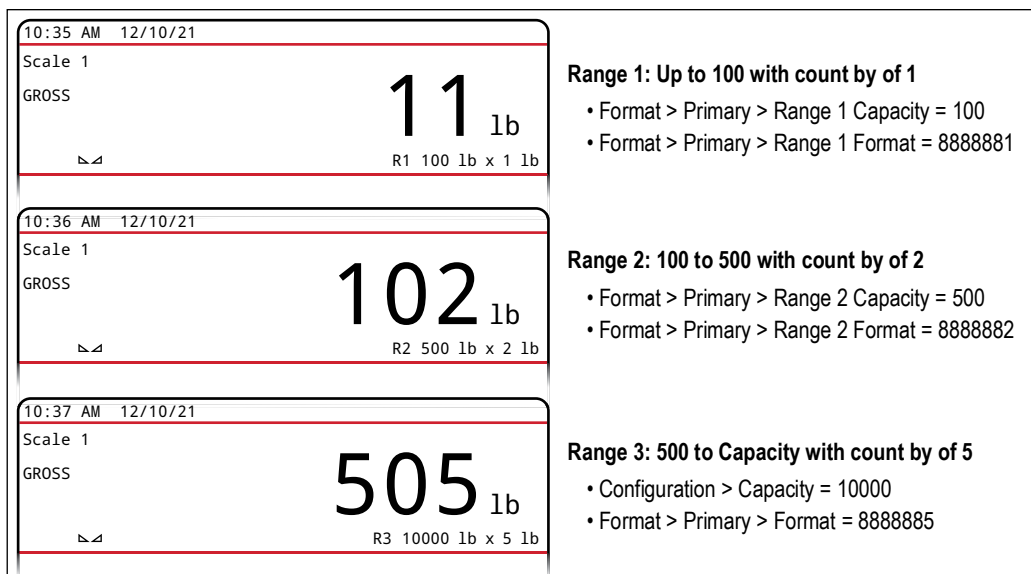 10:35 AM 12/10/21
Scale 1
GROSS
11 lb
R1 100 lb x 1 lb
Range 1: Up to 100 with count by of 1
• Format > Primary > Range 1 Capacity = 100
• Format > Primary > Range 1 Format = 8888881
10:36 AM 12/10/21
Scale 1
GROSS
102 lb
R2 500 lb x 2 lb
Range 2: 100 to 500 with count by of 2
• Format > Primary > Range 2 Capacity = 500
• Format > Primary > Range 2 Format = 8888882
10:37 AM 12/10/21
Scale 1
GROSS
505 lb
R3 10000 lb x 5 lb
Range 3: 500 to Capacity with count by of 5
• Configuration > Capacity = 10000
• Format > Primary > Format = 8888885